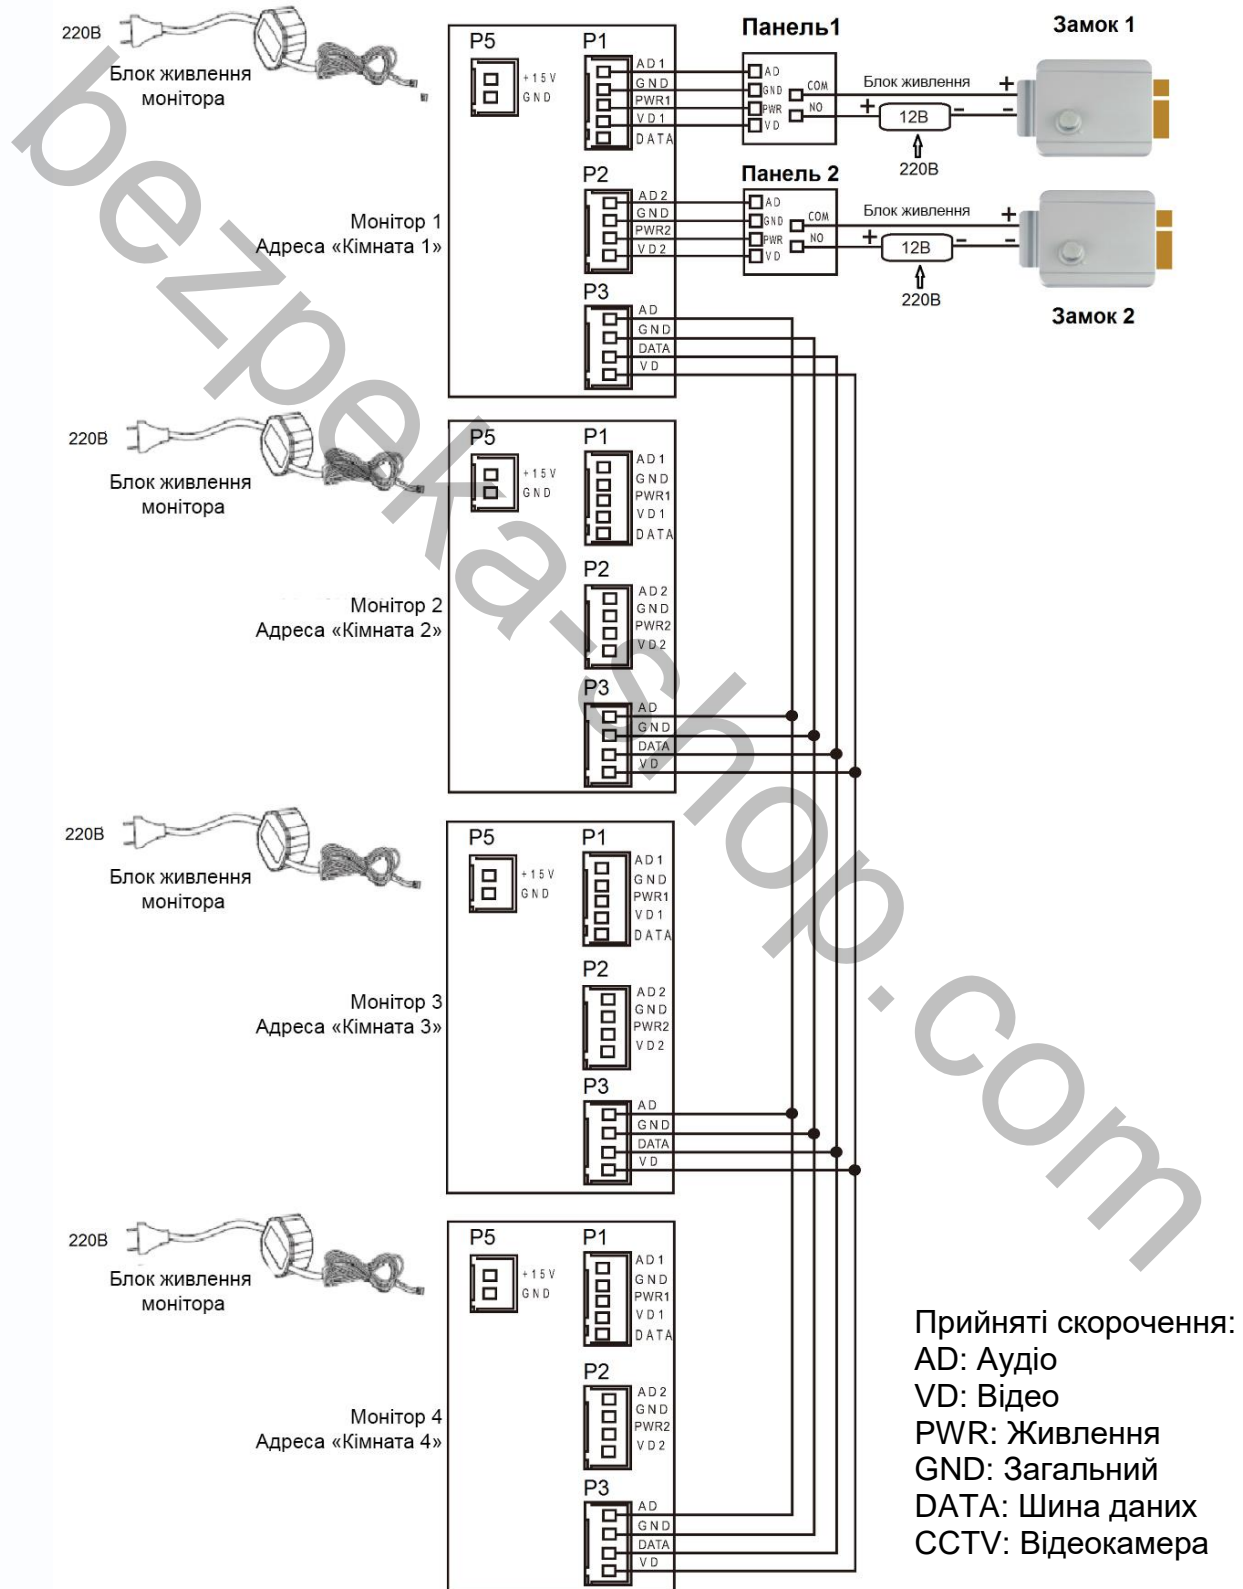 220В
Блок живлення
монітора
P5
+15V
GND
P1
AD1
GND
PWR1
VD1
DATA
Панель1
AD
GND
PWR
VD
COM
NO
Блок живлення
+
+
12В
–
–
220В
Замок 1
Монітор 1
Адреса «Кімната 1»
P2
AD2
GND
PWR2
VD2
Панель 2
AD
GND
PWR
VD
COM
NO
Блок живлення
+
+
12В
–
–
220В
Замок 2
P3
AD
GND
DATA
VD
220В
Блок живлення
монітора
P5
+15V
GND
P1
AD1
GND
PWR1
VD1
DATA
Монітор 2
Адреса «Кімната 2»
P2
AD2
GND
PWR2
VD2
P3
AD
GND
DATA
VD
220В
Блок живлення
монітора
P5
+15V
GND
P1
AD1
GND
PWR1
VD1
DATA
Монітор 3
Адреса «Кімната 3»
P2
AD2
GND
PWR2
VD2
P3
AD
GND
DATA
VD
220В
Блок живлення
монітора
P5
+15V
GND
P1
AD1
GND
PWR1
VD1
DATA
Монітор 4
Адреса «Кімната 4»
P2
AD2
GND
PWR2
VD2
P3
AD
GND
DATA
VD
Прийняті скорочення:
AD: Аудіо
VD: Відео
PWR: Живлення
GND: Загальний
DATA: Шина даних
CCTV: Відеокамера
bezpeka-shop.com